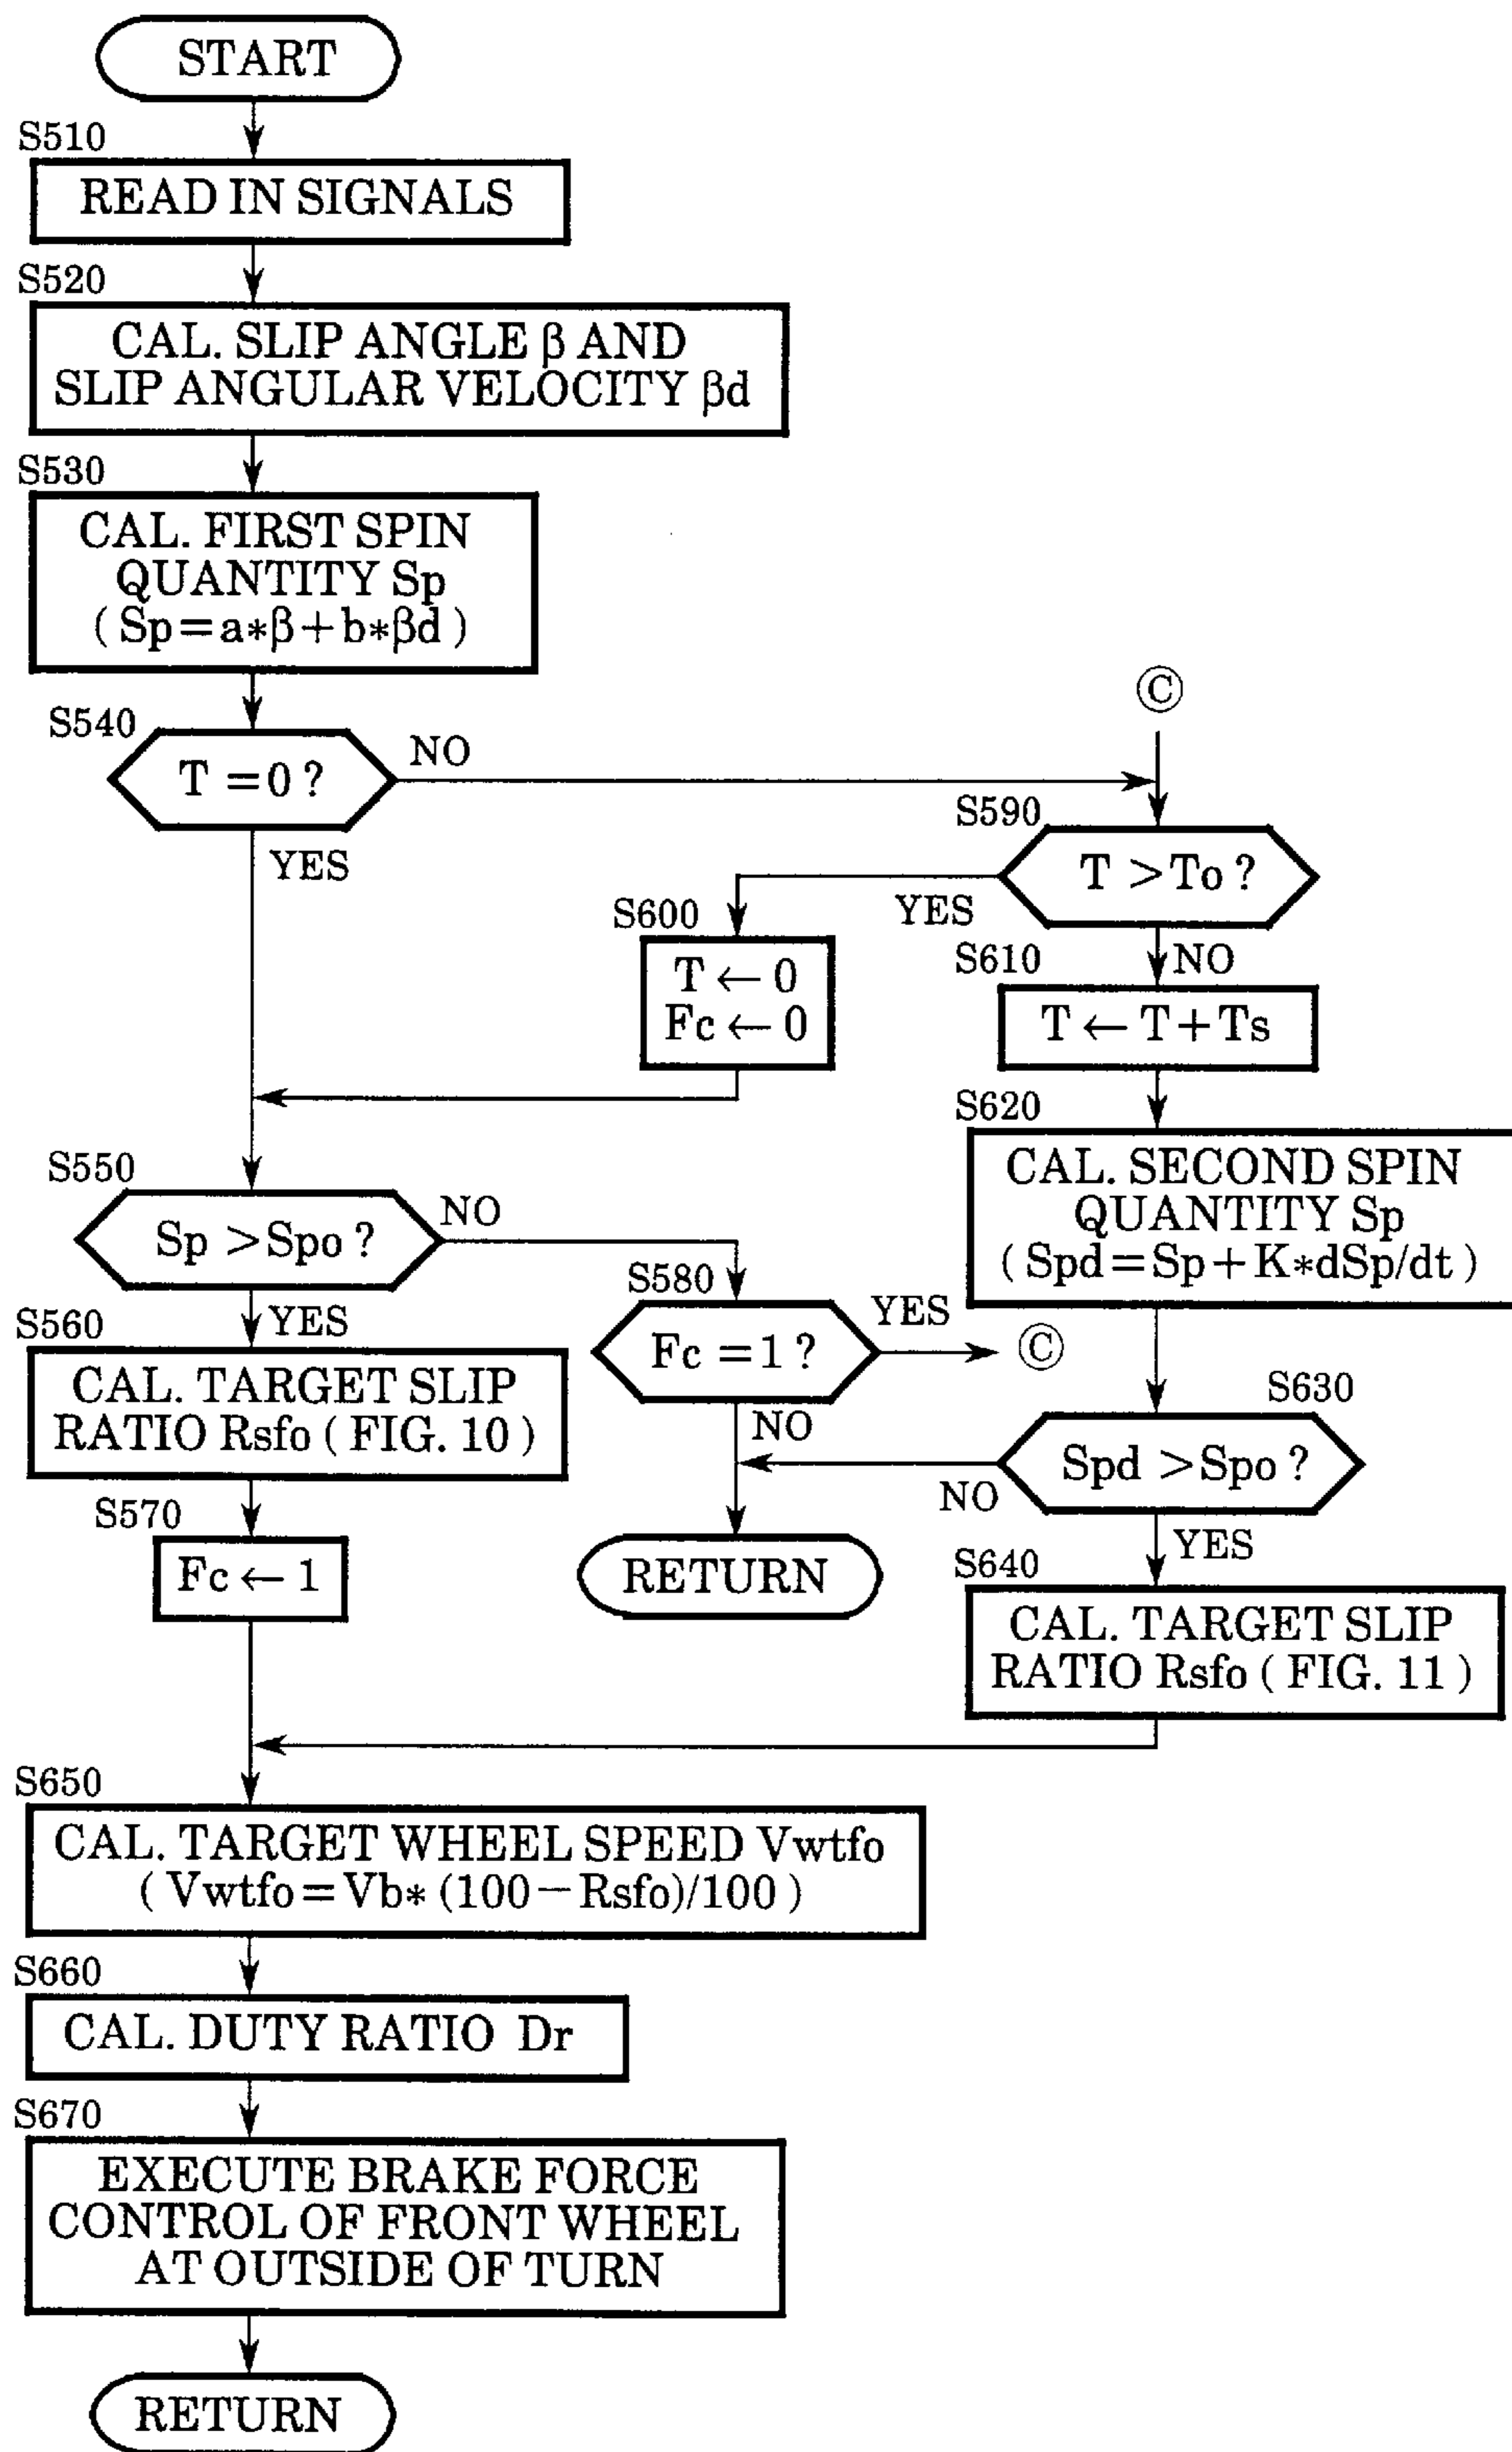 START
S510
READ IN SIGNALS
S520
CAL. SLIP ANGLE β AND
SLIP ANGULAR VELOCITY βd
S530
CAL. FIRST SPIN
QUANTITY Sp
( Sp=a*β+b*βd )
S540
T =0 ?
NO
YES
Ⓒ
S590
T >To ?
YES
NO
S600
T ← 0
Fc ← 0
S610
T ← T+Ts
S620
CAL. SECOND SPIN
QUANTITY Sp
( Spd=Sp+K*dSp/dt )
S550
Sp >Spo ?
NO
YES
S580
Fc =1 ?
YES
Ⓒ
NO
S630
Spd >Spo ?
NO
YES
S560
CAL. TARGET SLIP
RATIO Rsfo ( FIG. 10 )
S570
Fc ← 1
RETURN
S640
CAL. TARGET SLIP
RATIO Rsfo ( FIG. 11 )
S650
CAL. TARGET WHEEL SPEED Vwtfo
( Vwtfo=Vb* (100−Rsfo)/100 )
S660
CAL. DUTY RATIO Dr
S670
EXECUTE BRAKE FORCE
CONTROL OF FRONT WHEEL
AT OUTSIDE OF TURN
RETURN